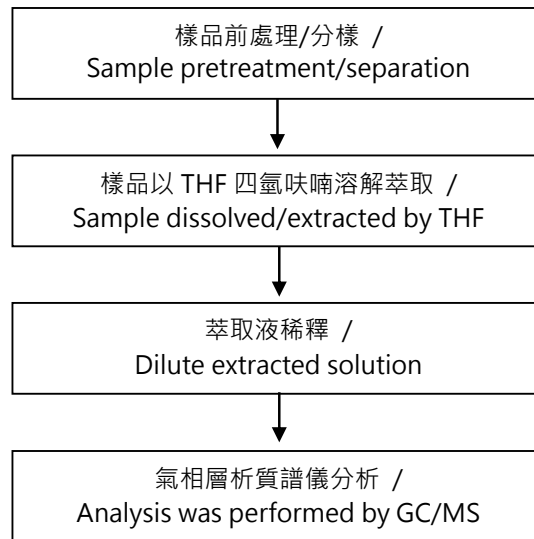 樣品前處理/分樣 /
Sample pretreatment/separation
樣品以 THF 四氫呋喃溶解萃取 /
Sample dissolved/extracted by THF
萃取液稀釋 /
Dilute extracted solution
氣相層析質譜儀分析 /
Analysis was performed by GC/MS